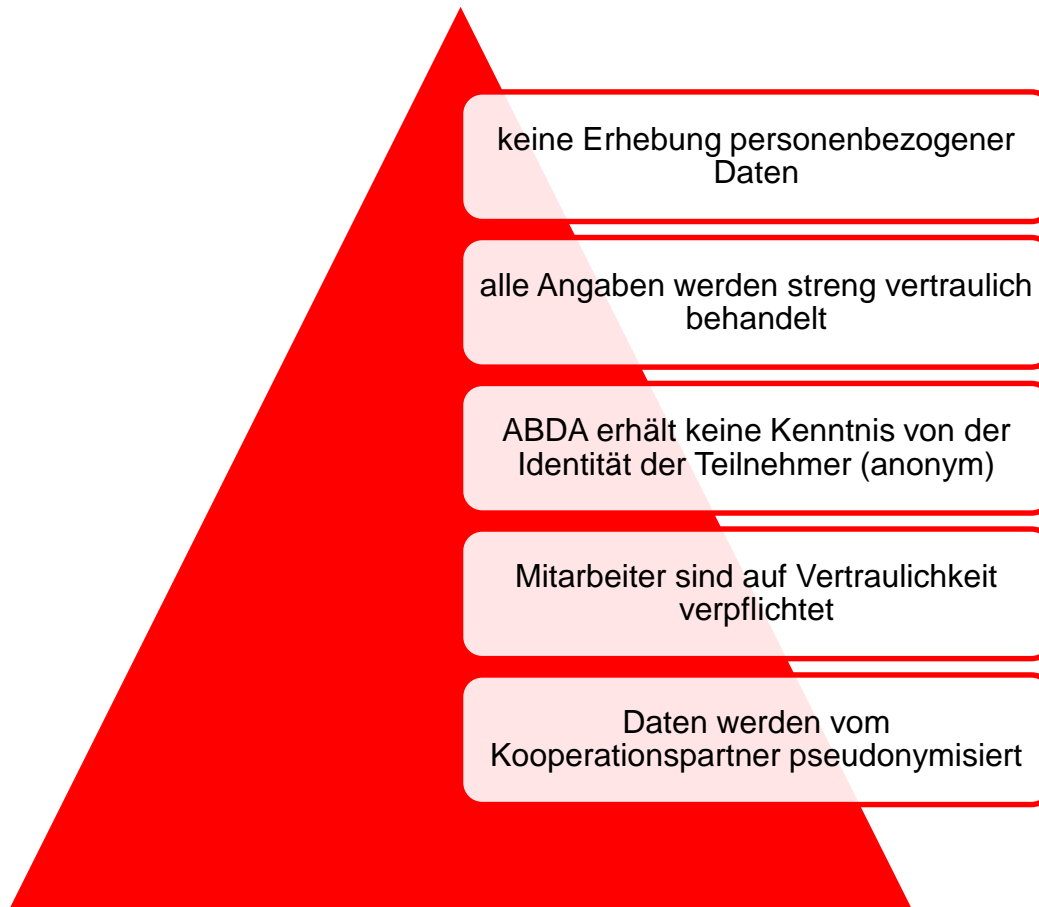 keine Erhebung personenbezogener
Daten
alle Angaben werden streng vertraulich
behandelt
ABDA erhält keine Kenntnis von der
Identität der Teilnehmer (anonym)
Mitarbeiter sind auf Vertraulichkeit
verpflichtet
Daten werden vom
Kooperationspartner pseudonymisiert